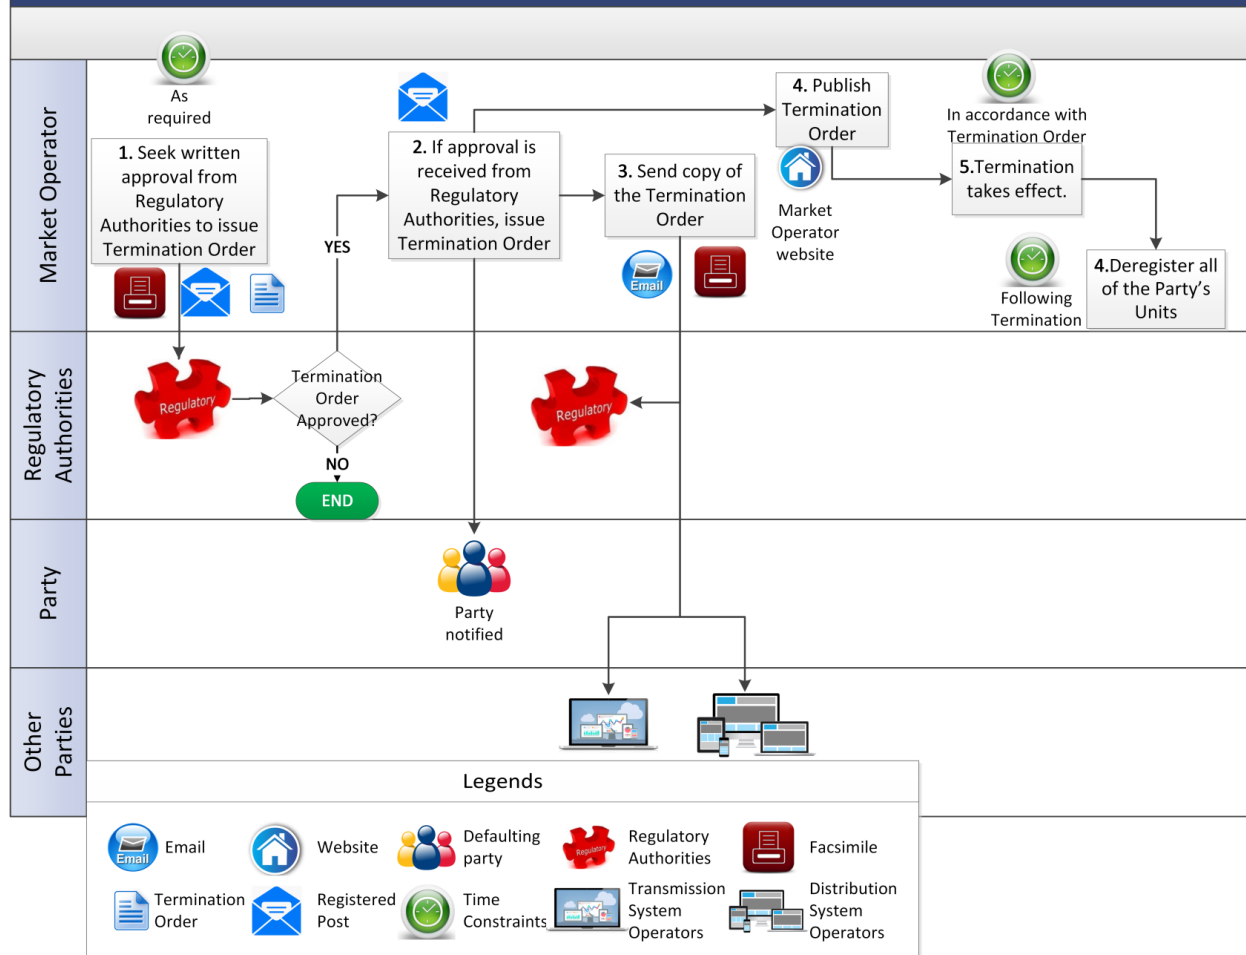 Market Operator
As
required
1. Seek written
approval from
Regulatory
Authorities to issue
Termination Order
YES
2. If approval is
received from
Regulatory
Authorities, issue
Termination Order
3. Send copy of
the Termination
Order
Email
4. Publish
Termination
Order
Market
Operator
website
In accordance with
Termination Order
5.Termination
takes effect.
Following
Termination
4.Deregister all
of the Party's
Units
Regulatory
Authorities
Regulatory
Termination
Order
Approved?
NO
END
Regulatory
Party
Party
notified
Other
Parties
Legends
Email
Email
Website
Defaulting
party
Regulatory
Regulatory
Authorities
Facsimile
Termination
Order
Registered
Post
Time
Constraints
Transmission
System
Operators
Distribution
System
Operators